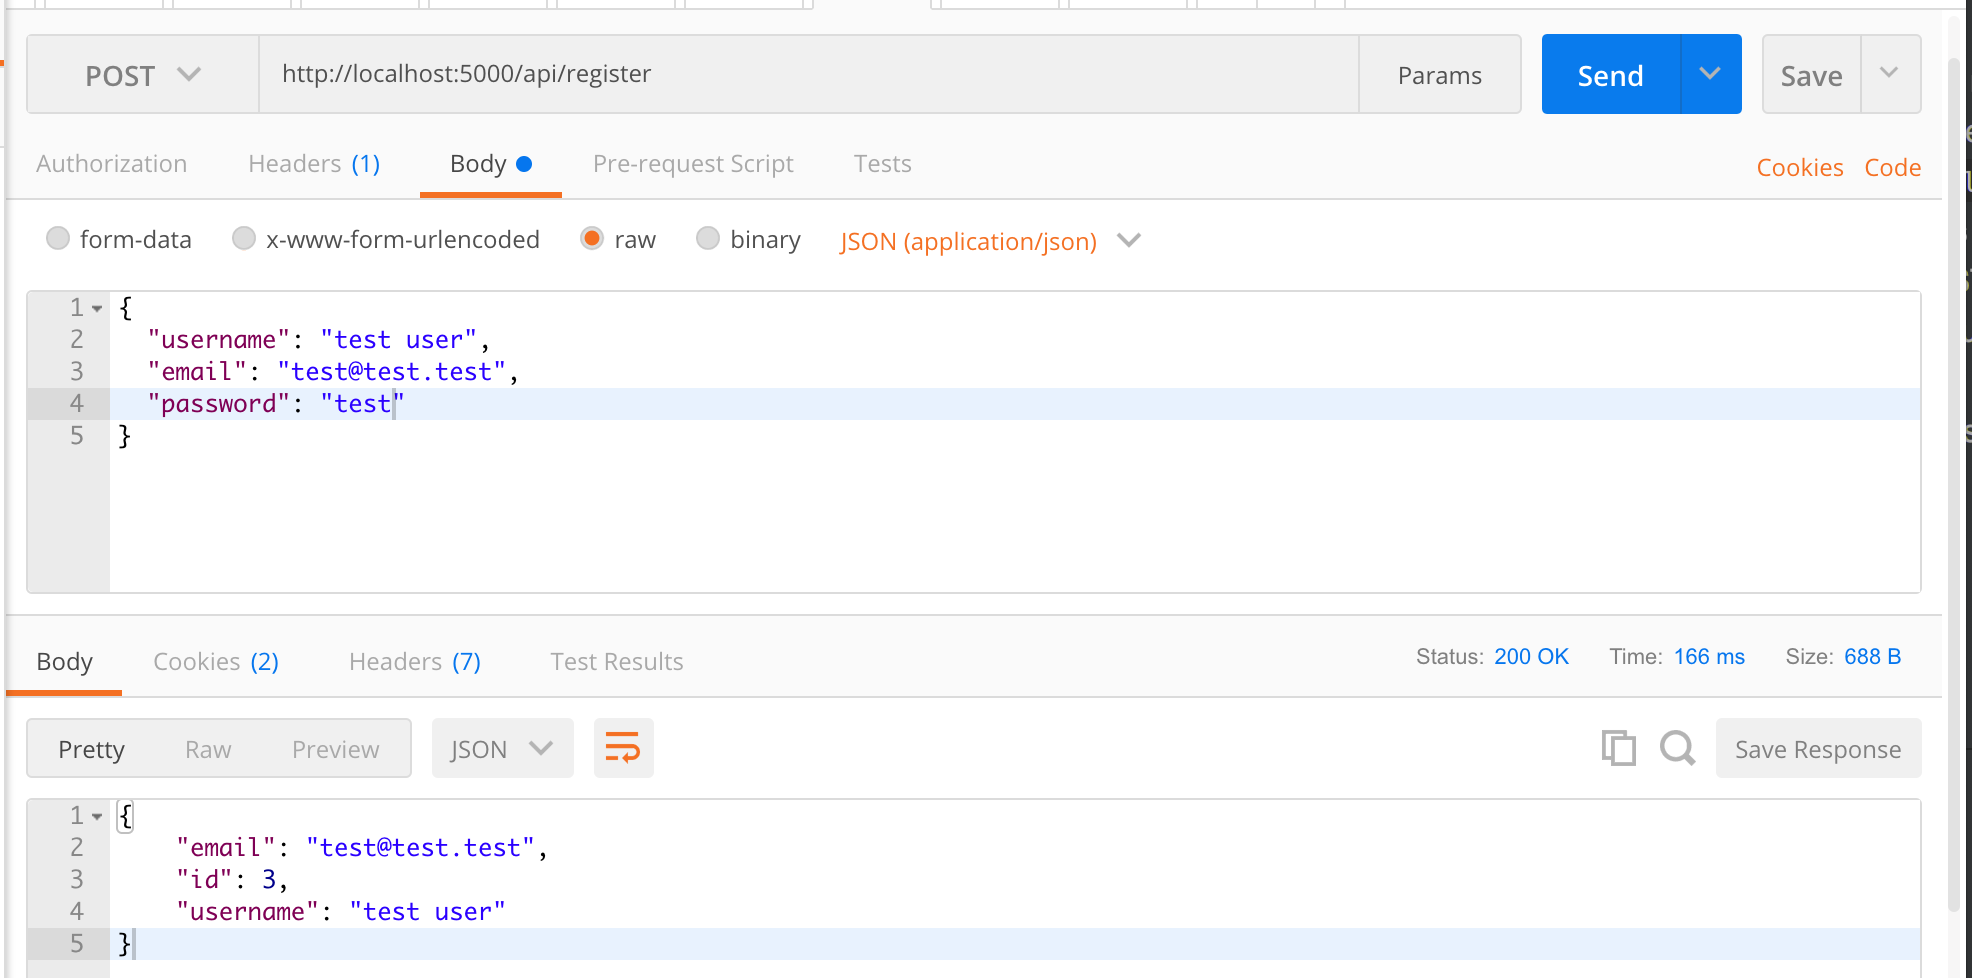 POST http://localhost:5000/api/register Params Send Save
Authorization Headers (1) Body Pre-request Script Tests Cookies Code
form-data x-www-form-urlencoded raw binary JSON (application/json)
1 {
2 "username": "test user",
3 "email": "test@test.test",
4 "password": "test"
5 }
Body Cookies (2) Headers (7) Test Results Status: 200 OK Time: 166 ms Size: 688 B
Pretty Raw Preview JSON Save Response
1 {
2 "email": "test@test.test",
3 "id": 3,
4 "username": "test user"
5 }